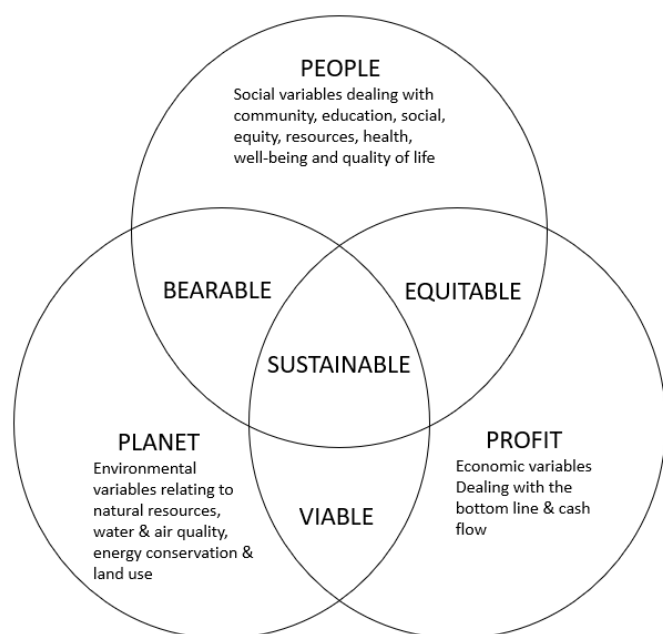 PEOPLE
Social variables dealing with
community, education, social,
equity, resources, health,
well-being and quality of life
BEARABLE
EQUITABLE
SUSTAINABLE
PLANET
Environmental
variables relating to
natural resources,
water & air quality,
energy conservation &
land use
PROFIT
Economic variables
Dealing with the
bottom line & cash
flow
VIABLE